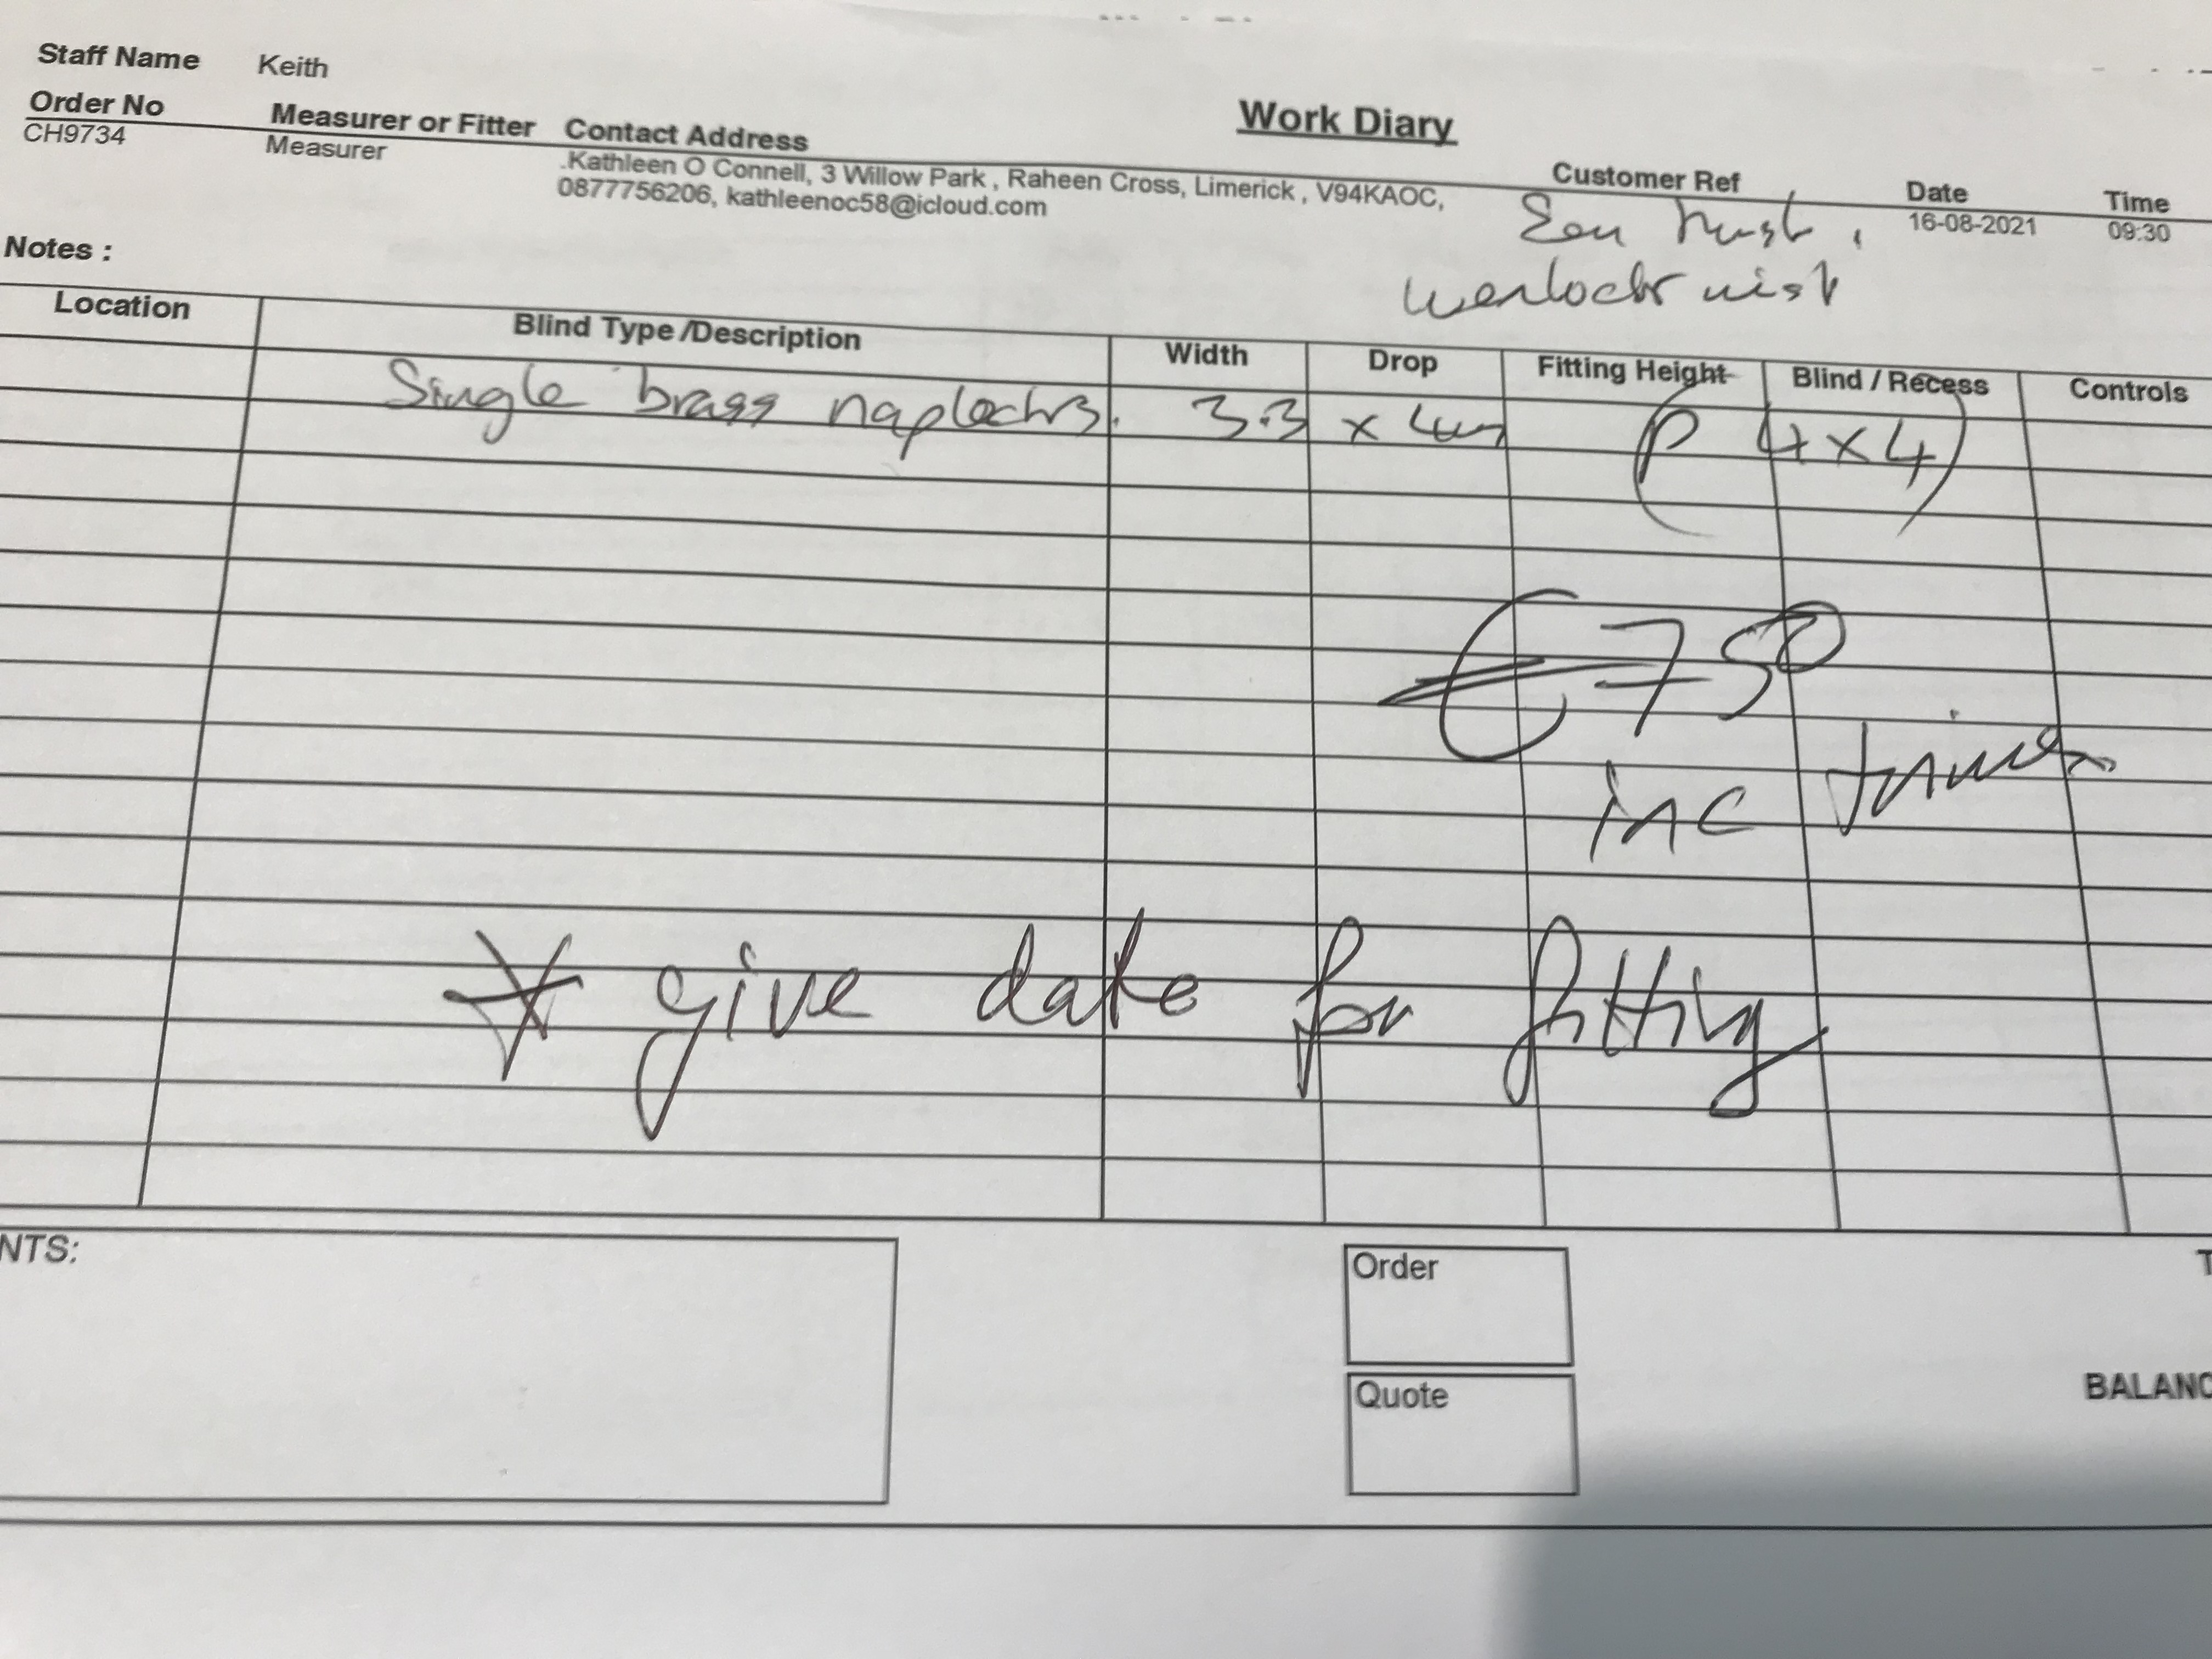 Staff Name Keith
Work Diary
Order No Measurer or Fitter Contact Address Customer Ref Date Time
CH9734 Measurer .Kathleen O Connell, 3 Willow Park , Raheen Cross, Limerick , V94KAOC, 16-08-2021 09:30
0877756206, kathleenoc58@icloud.com
Notes :
Location Blind Type /Description Width Drop Fitting Height Blind / Recess Controls
Single brass naplocks. 3.3 x 4m (P 4x4)
€750
inc trims
* give date for fitting
NTS:
Order
Quote
BALANC